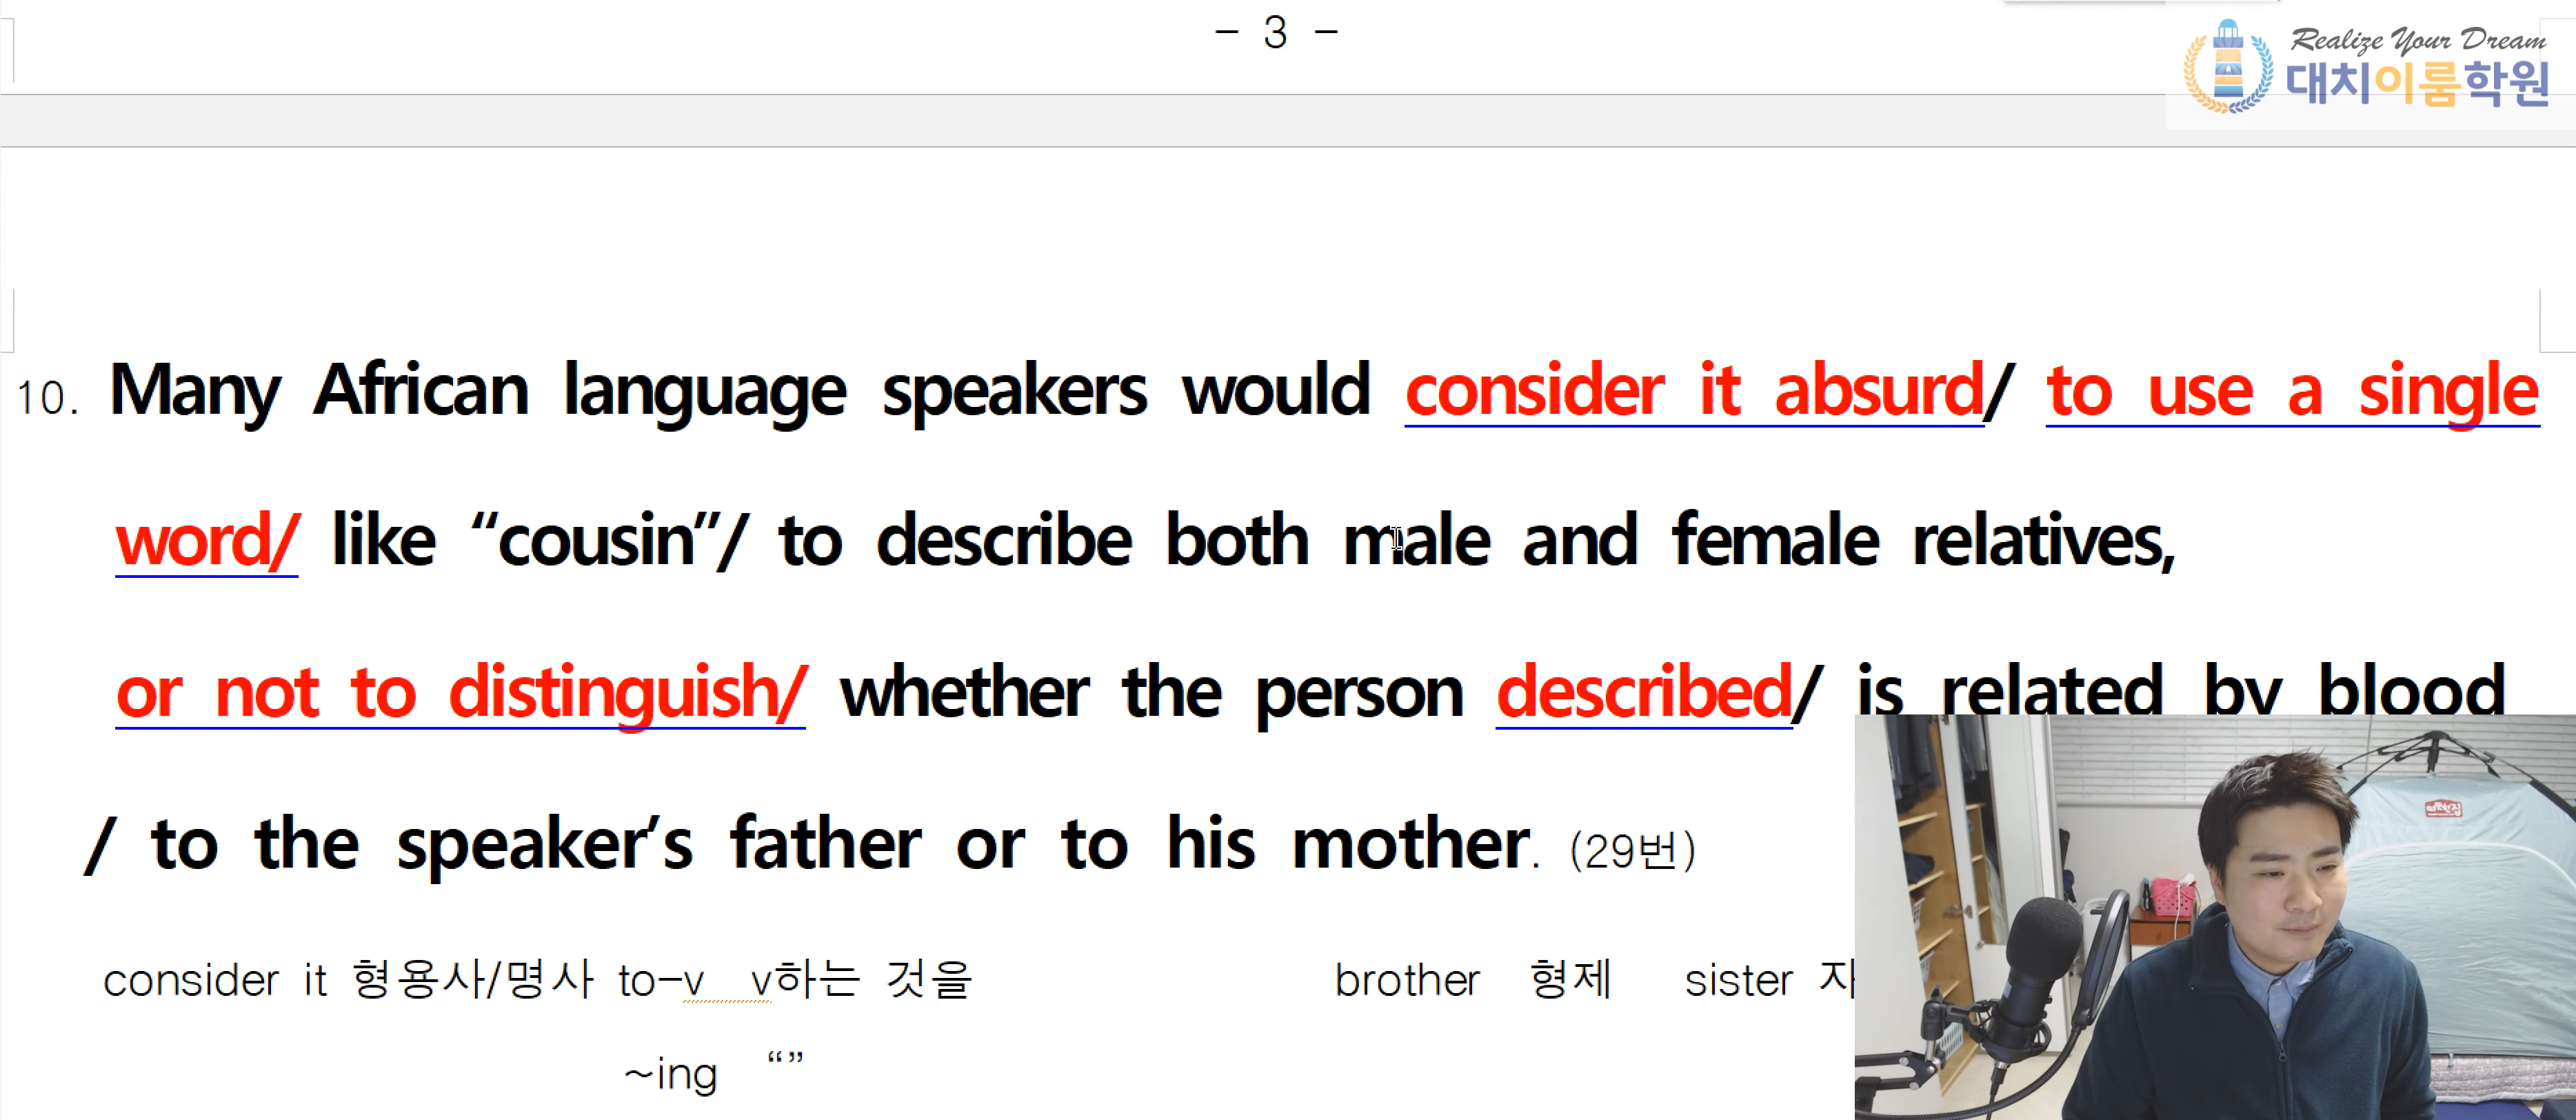 - 3 -
Realize Your Dream
대치이룸학원
10. Many African language speakers would consider it absurd/ to use a single
word/ like “cousin”/ to describe both male and female relatives,
or not to distinguish/ whether the person described/ is related by blood
/ to the speaker’s father or to his mother. (29번)
consider it 형용사/명사 to-v v하는 것을 brother 형제 sister
~ing “”